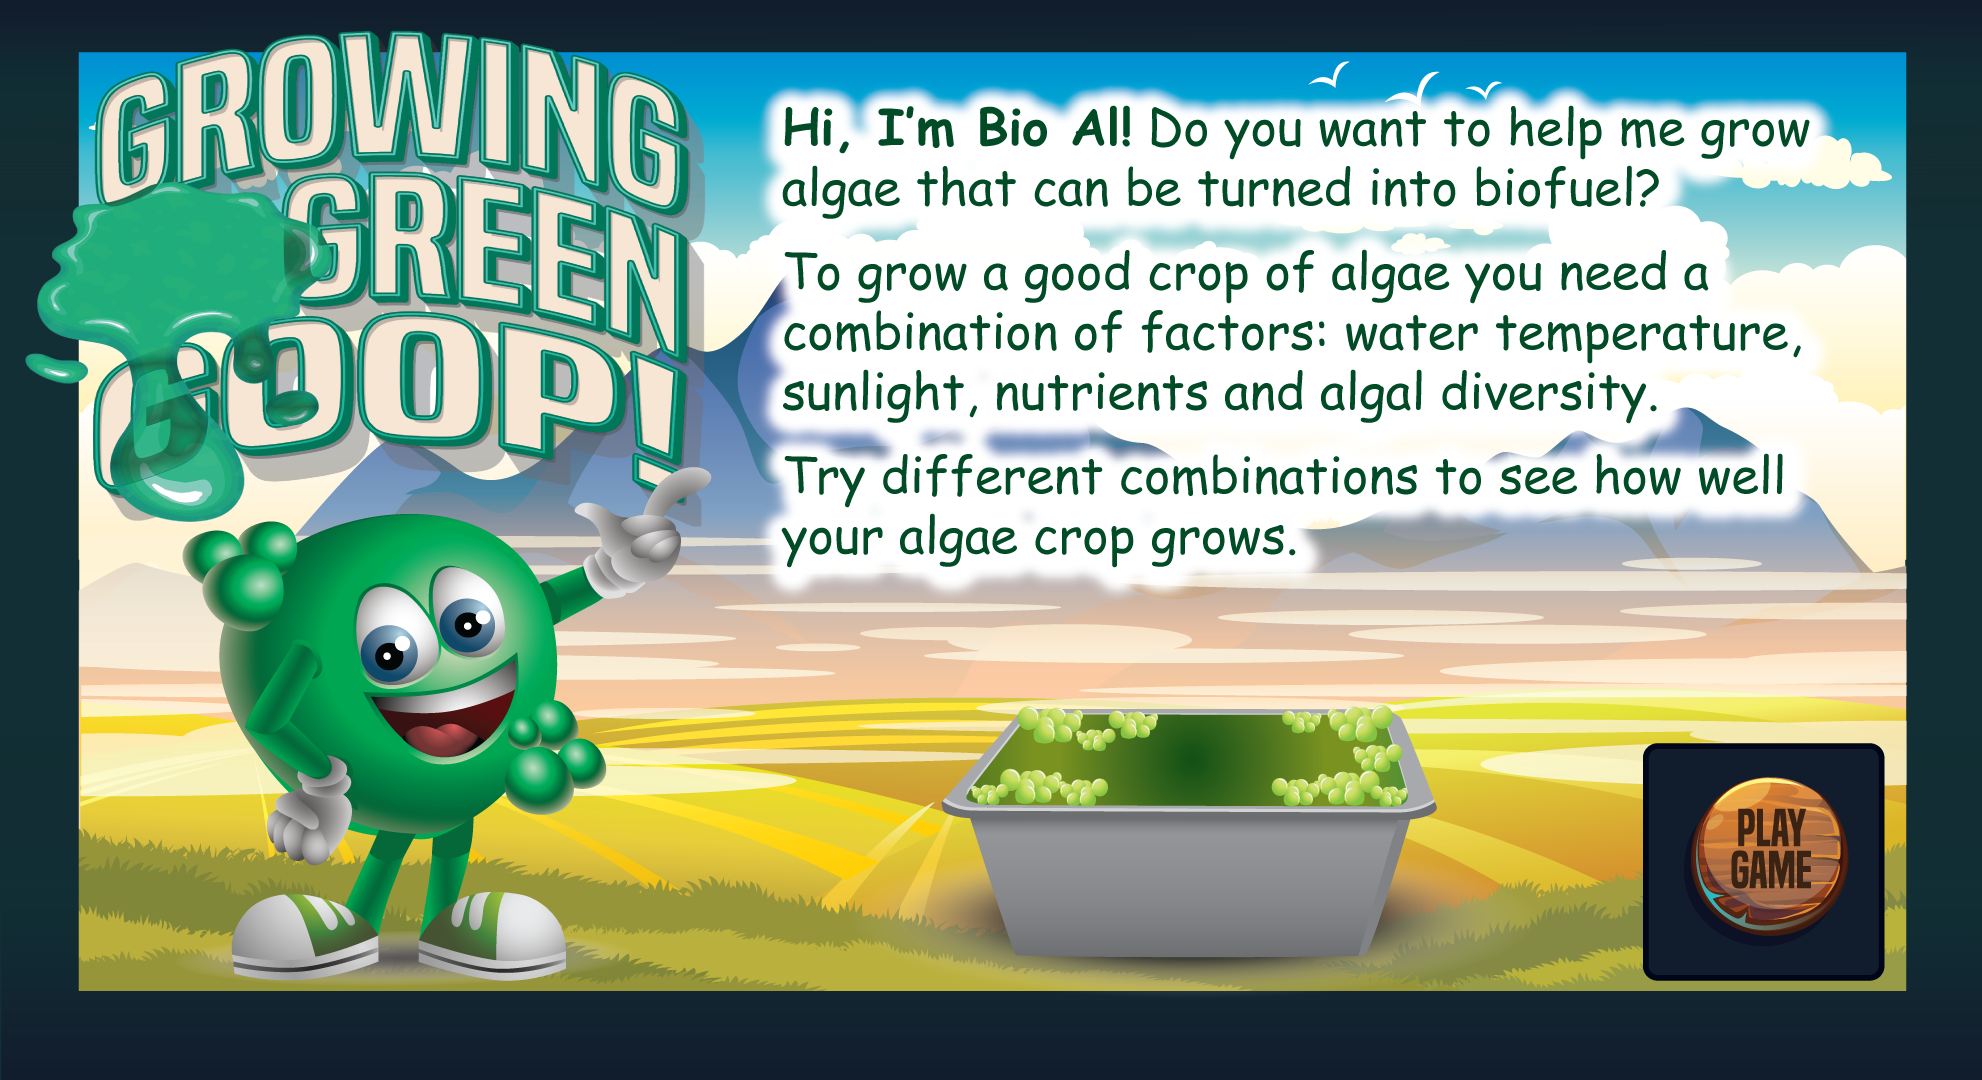 GROWING
GREEN
GOOP!
Hi, I'm Bio Al! Do you want to help me grow
algae that can be turned into biofuel?
To grow a good crop of algae you need a
combination of factors: water temperature,
sunlight, nutrients and algal diversity.
Try different combinations to see how well
your algae crop grows.
PLAY
GAME